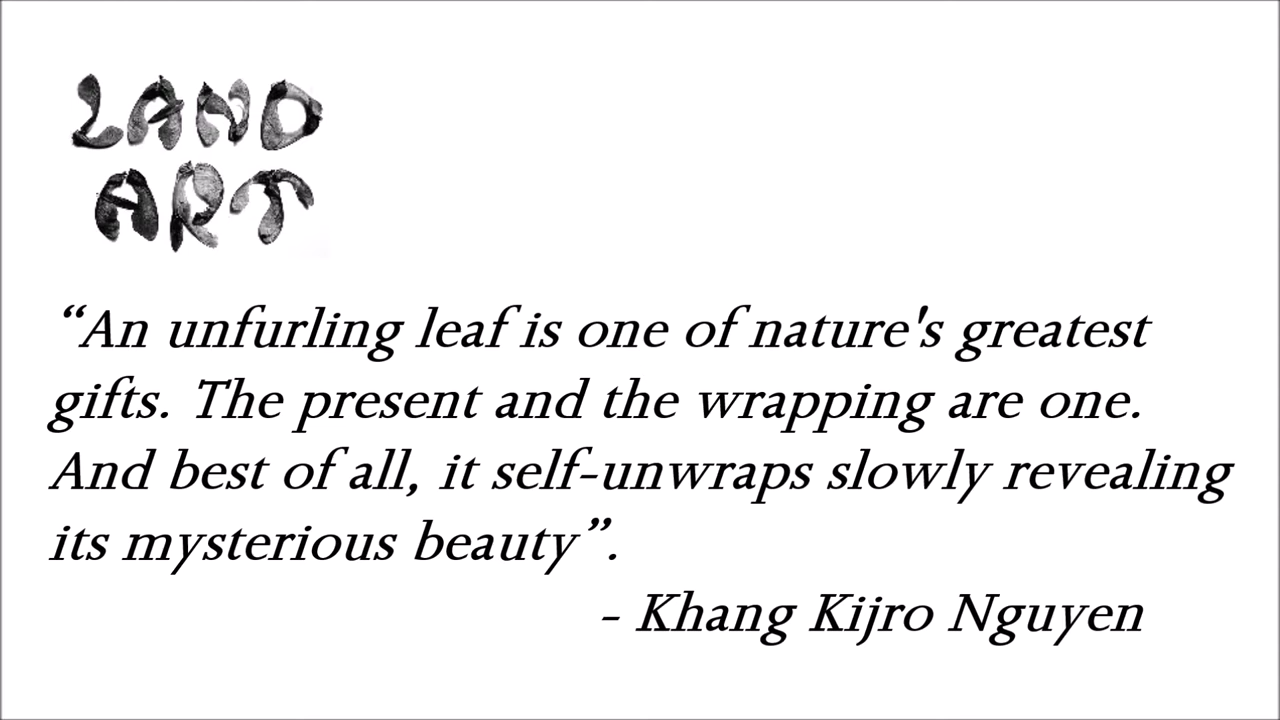 LAND
ART
“An unfurling leaf is one of nature's greatest
gifts. The present and the wrapping are one.
And best of all, it self-unwraps slowly revealing
its mysterious beauty”.
- Khang Kijro Nguyen